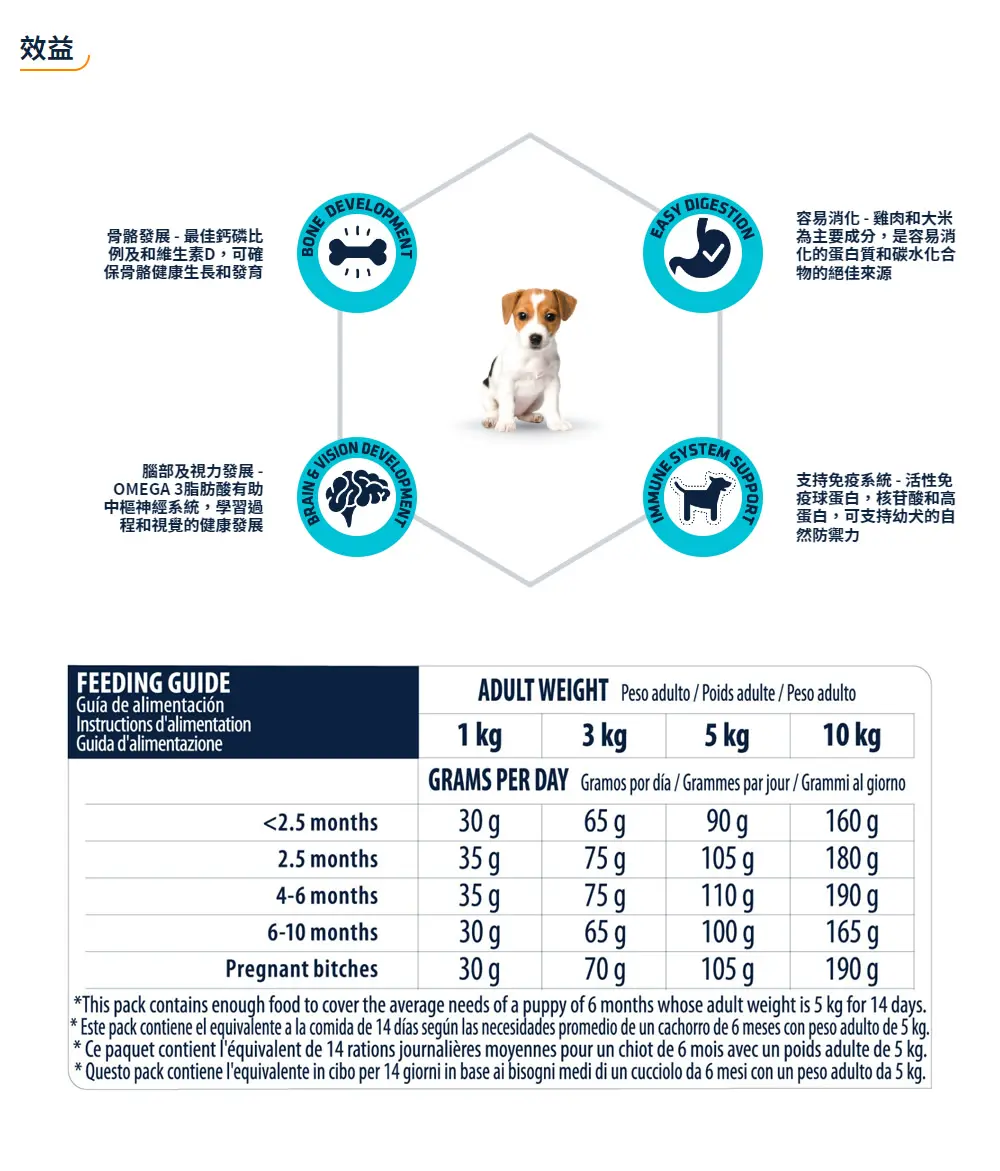 效益
BONE DEVELOPMENT
骨骼發展 - 最佳鈣磷比
例及和維生素D，可確
保骨骼健康生長和發育
EASY DIGESTION
容易消化 - 雞肉和大米
為主要成分，是容易消
化的蛋白質和碳水化合
物的絕佳來源
BRAIN & VISION DEVELOPMENT
腦部及視力發展 -
OMEGA 3脂肪酸有助
中樞神經系統，學習過
程和視覺的健康發展
IMMUNE SYSTEM SUPPORT
支持免疫系統 - 活性免
疫球蛋白，核苷酸和高
蛋白，可支持幼犬的自
然防禦力
FEEDING GUIDE
Guía de alimentación
Instructions d'alimentation
Guida d'alimentazione
ADULT WEIGHT Peso adulto / Poids adulte / Peso adulto
1 kg 3 kg 5 kg 10 kg
GRAMS PER DAY Gramos por día / Grammes par jour / Grammi al giorno
<2.5 months 30 g 65 g 90 g 160 g
2.5 months 35 g 75 g 105 g 180 g
4-6 months 35 g 75 g 110 g 190 g
6-10 months 30 g 65 g 100 g 165 g
Pregnant bitches 30 g 70 g 105 g 190 g
*This pack contains enough food to cover the average needs of a puppy of 6 months whose adult weight is 5 kg for 14 days.
* Este pack contiene el equivalente a la comida de 14 días según las necesidades promedio de un cachorro de 6 meses con peso adulto de 5 kg.
* Ce paquet contient l'équivalent de 14 rations journalières moyennes pour un chiot de 6 mois avec un poids adulte de 5 kg.
* Questo pack contiene l'equivalente in cibo per 14 giorni in base ai bisogni medi di un cucciolo da 6 mesi con un peso adulto da 5 kg.